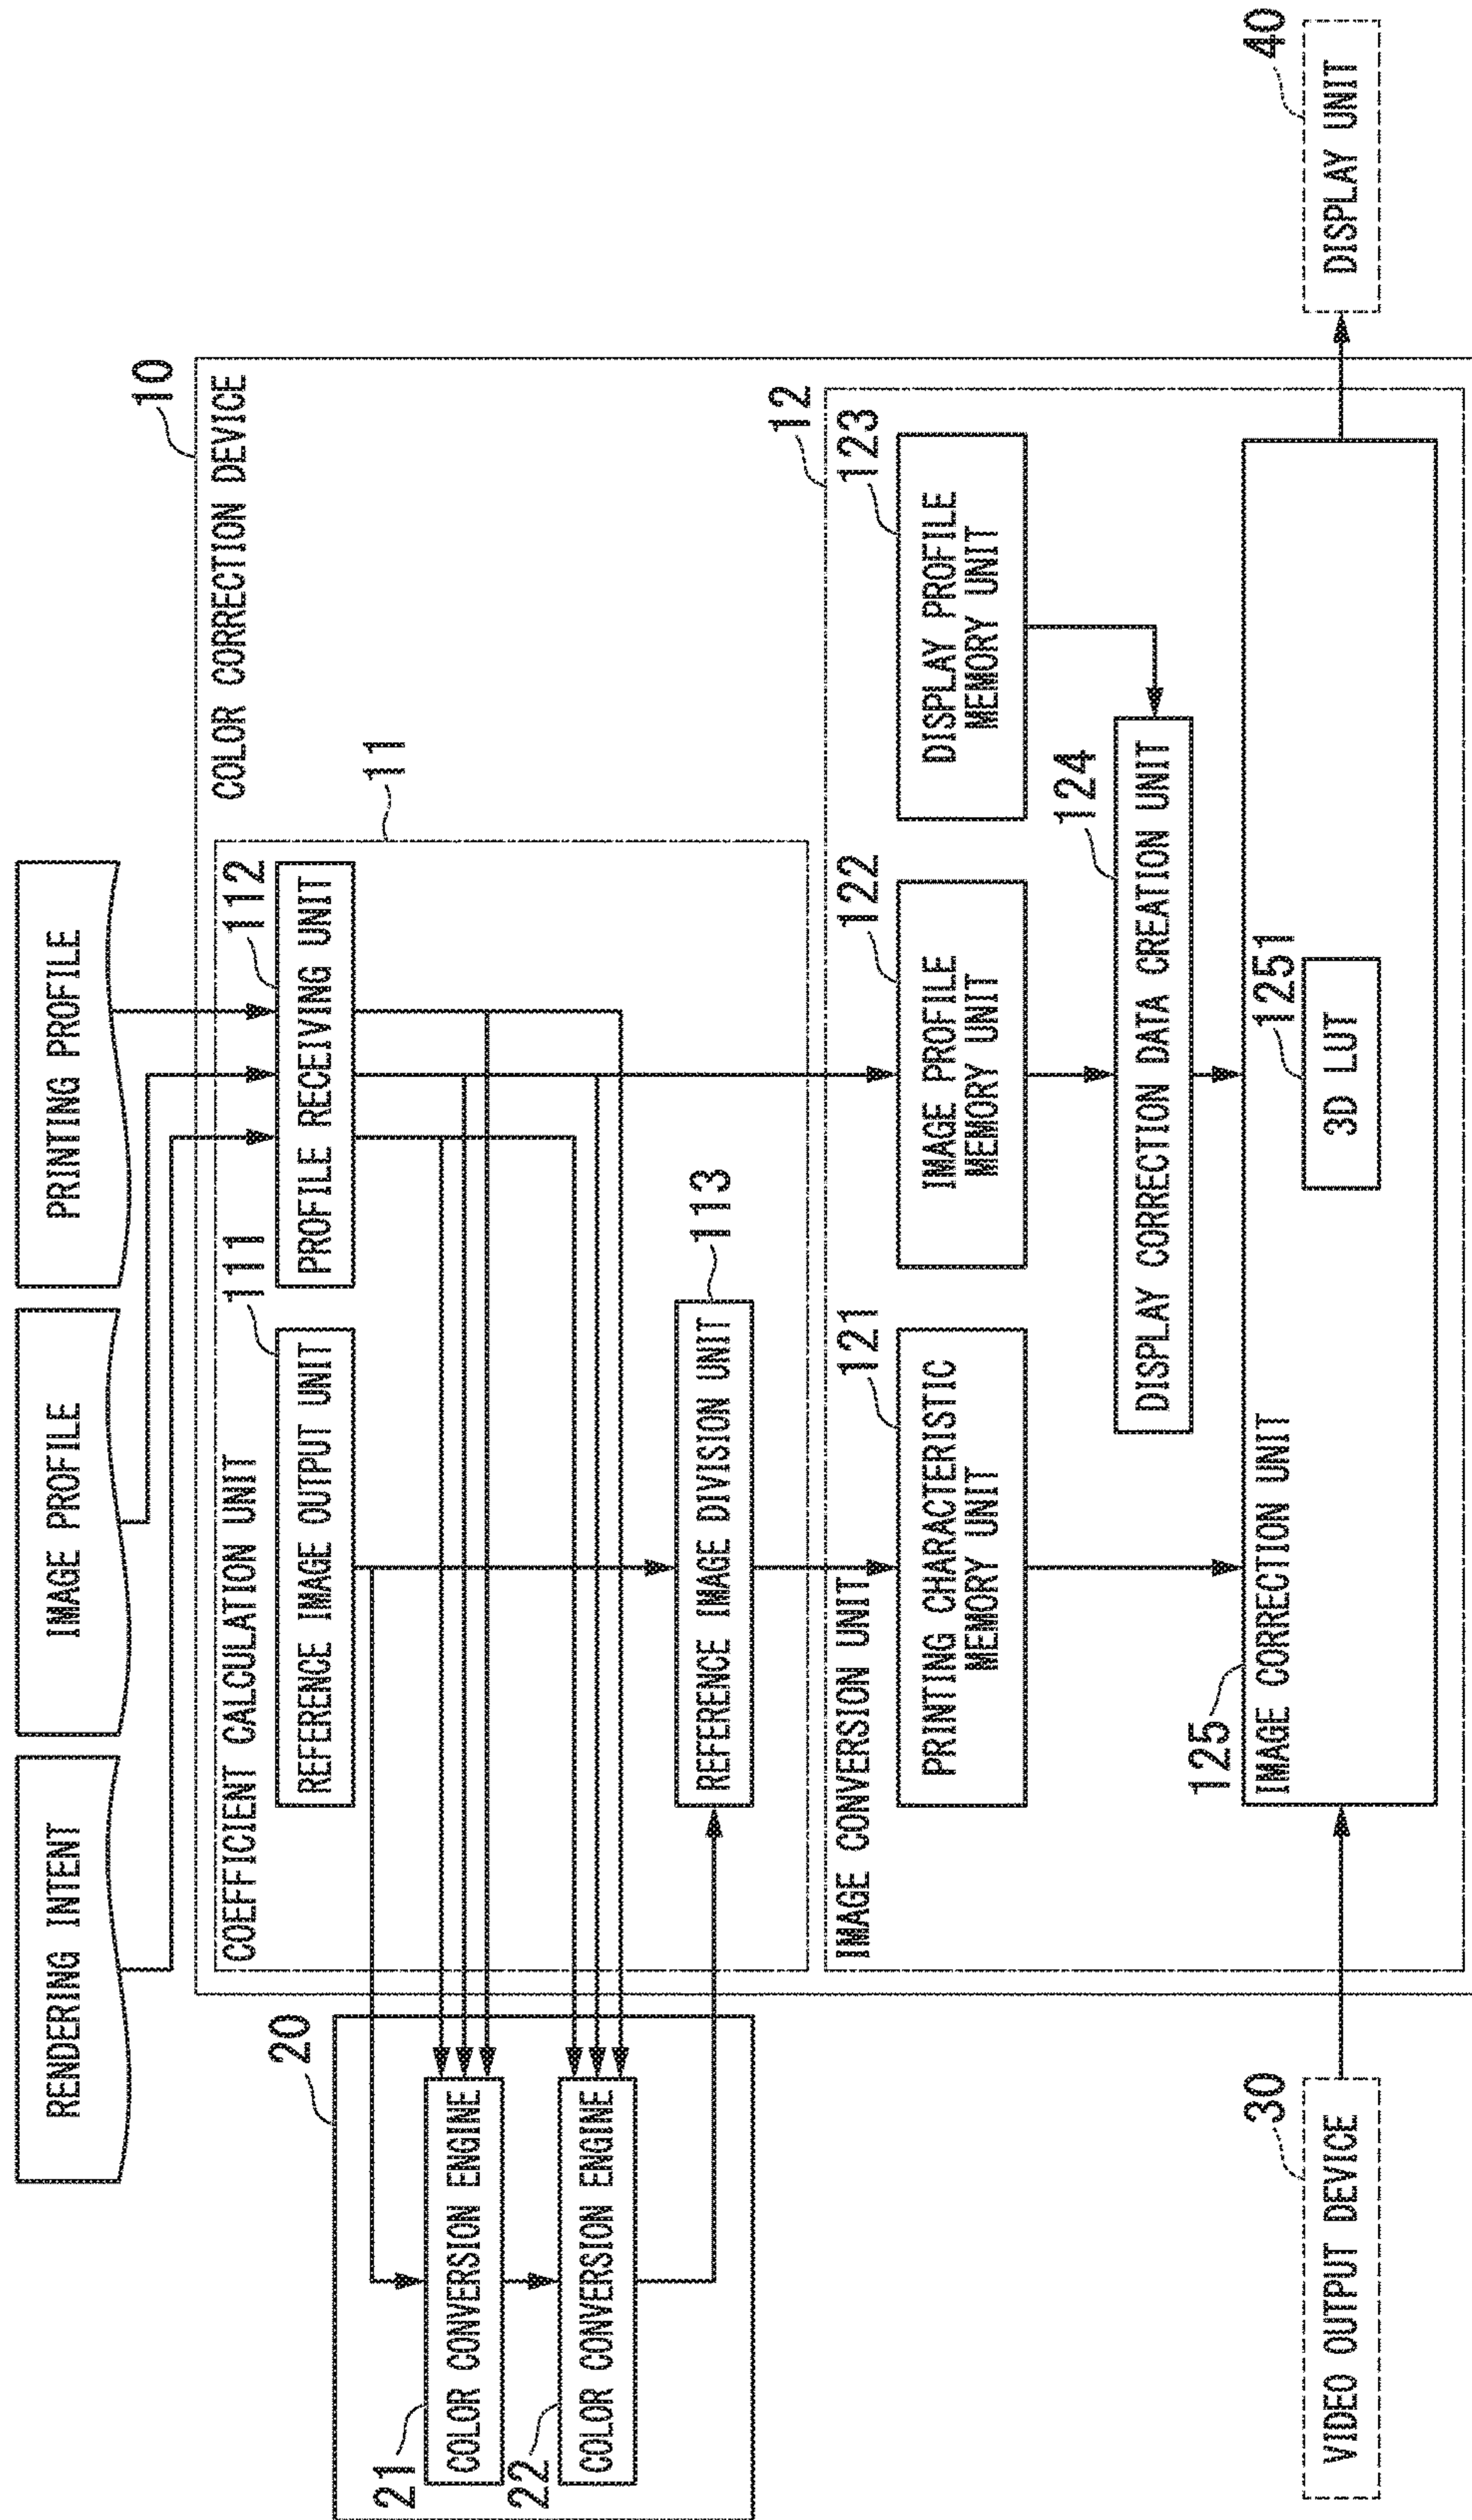 RENDERING INTENT
IMAGE PROFILE
PRINTING PROFILE
10
COLOR CORRECTION DEVICE
11
COEFFICIENT CALCULATION UNIT
111
REFERENCE IMAGE OUTPUT UNIT
112
PROFILE RECEIVING UNIT
20
21
COLOR CONVERSION ENGINE
22
COLOR CONVERSION ENGINE
113
REFERENCE IMAGE DIVISION UNIT
12
IMAGE CONVERSION UNIT
121
PRINTING CHARACTERISTIC
MEMORY UNIT
122
IMAGE PROFILE
MEMORY UNIT
123
DISPLAY PROFILE
MEMORY UNIT
124
DISPLAY CORRECTION DATA CREATION UNIT
125
IMAGE CORRECTION UNIT
1251
3D LUT
30
VIDEO OUTPUT DEVICE
40
DISPLAY UNIT